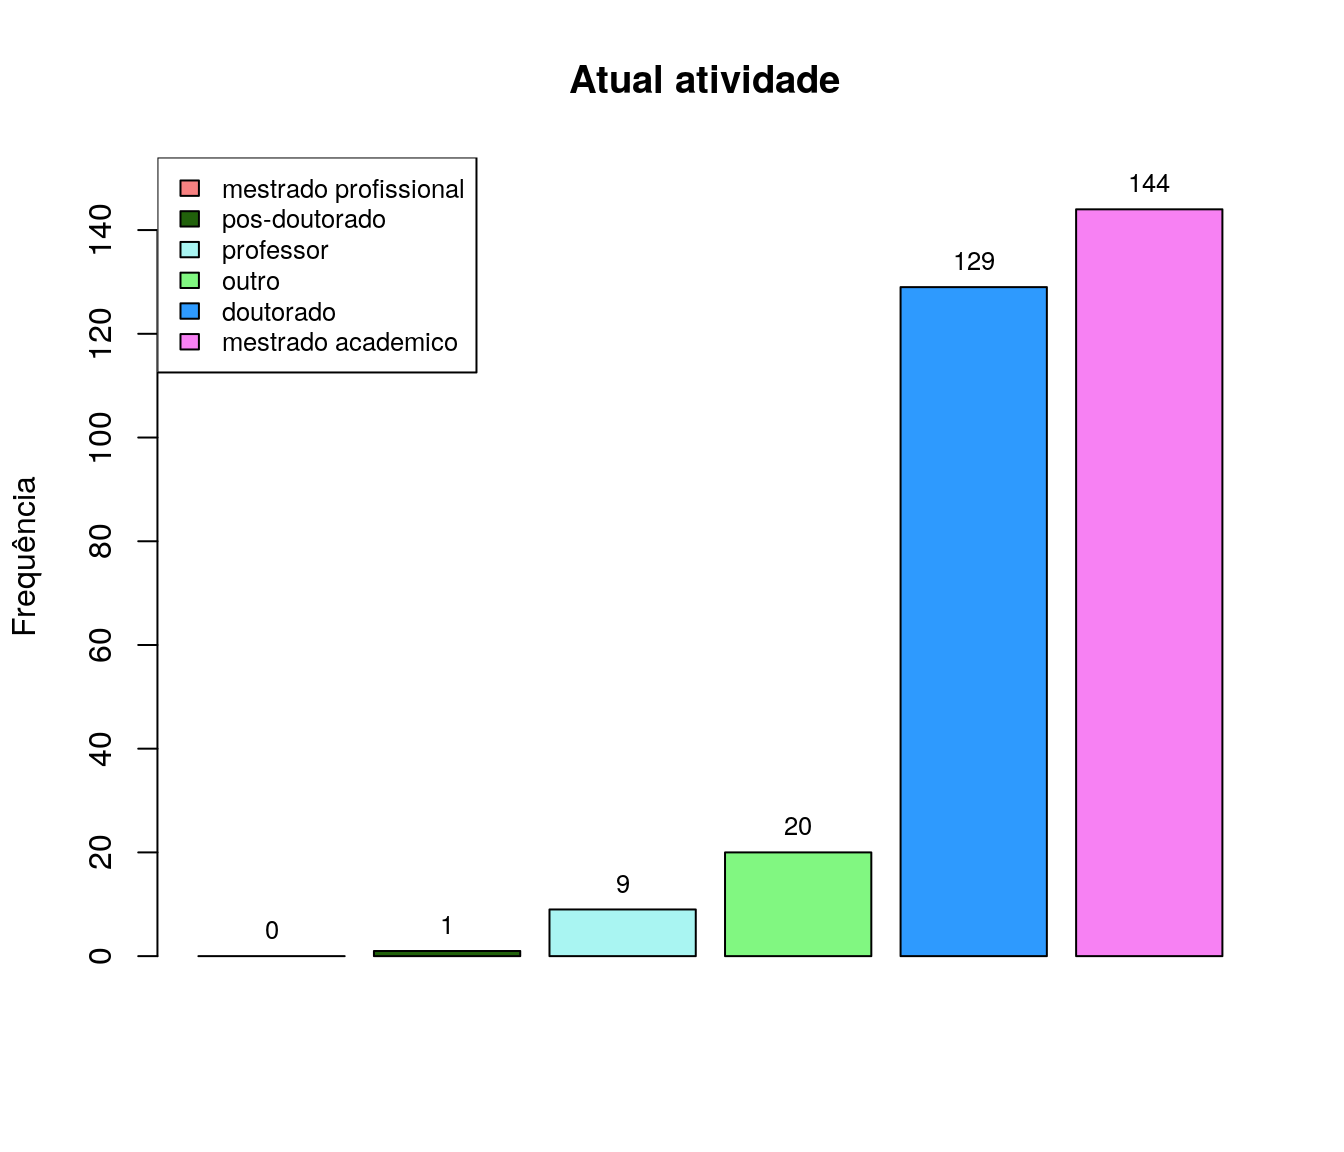 Atual atividade
mestrado profissional
pos-doutorado
professor
outro
doutorado
mestrado academico
Frequência
140
120
100
80
60
40
20
0
0
1
9
20
129
144